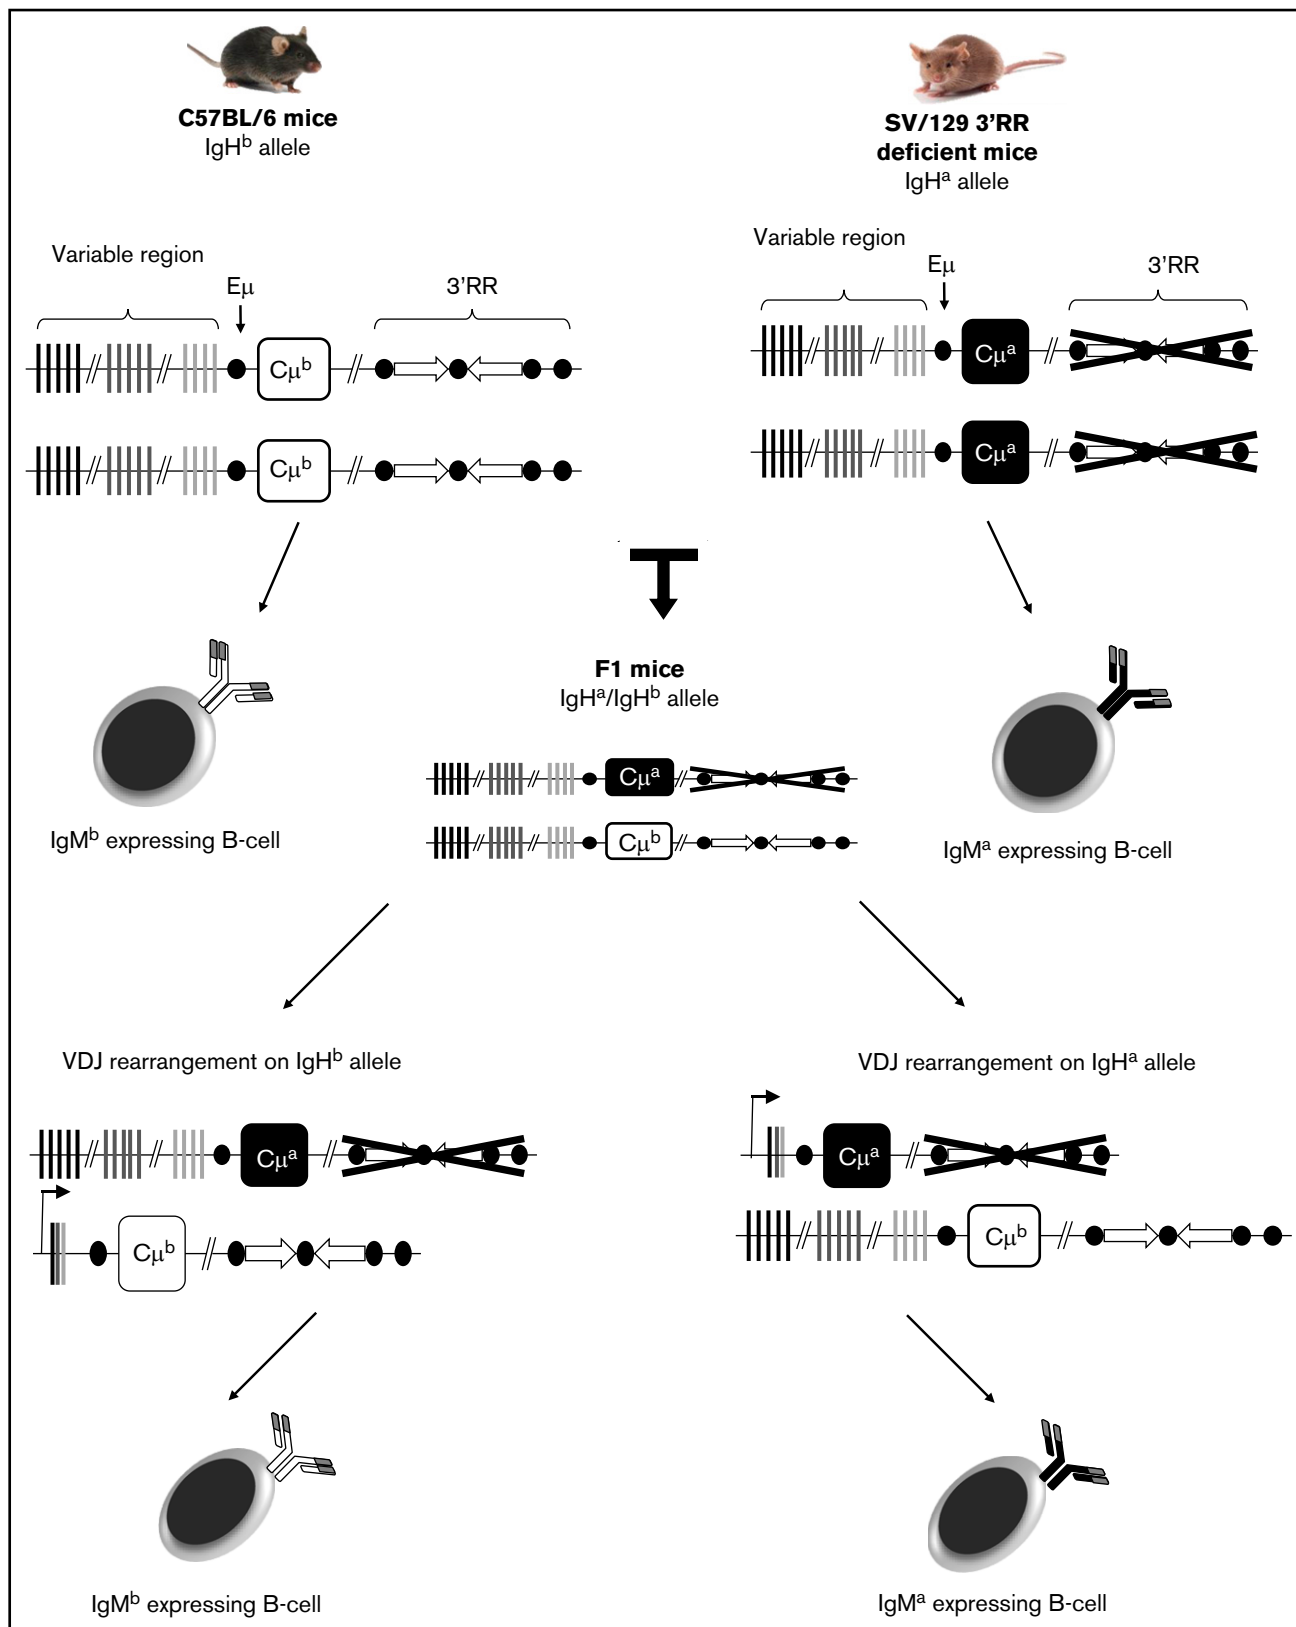 C57BL/6 mice
IgHᵇ allele
SV/129 3'RR
deficient mice
IgHᵃ allele
Variable region
Eμ
3'RR
Cμᵇ
Cμᵇ
Variable region
Eμ
3'RR
Cμᵃ
Cμᵃ
F1 mice
IgHᵃ/IgHᵇ allele
Cμᵃ
Cμᵇ
IgMᵇ expressing B-cell
IgMᵃ expressing B-cell
VDJ rearrangement on IgHᵇ allele
Cμᵃ
Cμᵇ
VDJ rearrangement on IgHᵃ allele
Cμᵃ
Cμᵇ
IgMᵇ expressing B-cell
IgMᵃ expressing B-cell